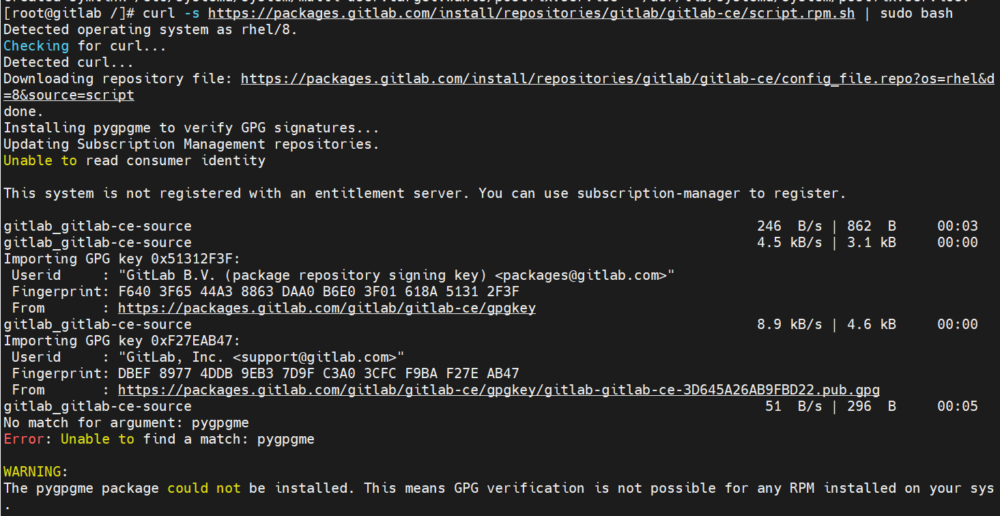 [root@gitlab /]# curl -s https://packages.gitlab.com/install/repositories/gitlab/gitlab-ce/script.rpm.sh | sudo bash
Detected operating system as rhel/8.
Checking for curl...
Detected curl...
Downloading repository file: https://packages.gitlab.com/install/repositories/gitlab/gitlab-ce/config_file.repo?os=rhel&d
=8&source=script
done.
Installing pygpgme to verify GPG signatures...
Updating Subscription Management repositories.
Unable to read consumer identity
This system is not registered with an entitlement server. You can use subscription-manager to register.
gitlab_gitlab-ce-source 246 B/s | 862 B 00:03
gitlab_gitlab-ce-source 4.5 kB/s | 3.1 kB 00:00
Importing GPG key 0x51312F3F:
Userid : "GitLab B.V. (package repository signing key) <packages@gitlab.com>"
Fingerprint: F640 3F65 44A3 8863 DAA0 B6E0 3F01 618A 5131 2F3F
From : https://packages.gitlab.com/gitlab/gitlab-ce/gpgkey
gitlab_gitlab-ce-source 8.9 kB/s | 4.6 kB 00:00
Importing GPG key 0xF27EAB47:
Userid : "GitLab, Inc. <support@gitlab.com>"
Fingerprint: DBEF 8977 4DDB 9EB3 7D9F C3A0 3CFC F9BA F27E AB47
From : https://packages.gitlab.com/gitlab/gitlab-ce/gpgkey/gitlab-gitlab-ce-3D645A26AB9FBD22.pub.gpg
gitlab_gitlab-ce-source 51 B/s | 296 B 00:05
No match for argument: pygpgme
Error: Unable to find a match: pygpgme
WARNING:
The pygpgme package could not be installed. This means GPG verification is not possible for any RPM installed on your sys
.